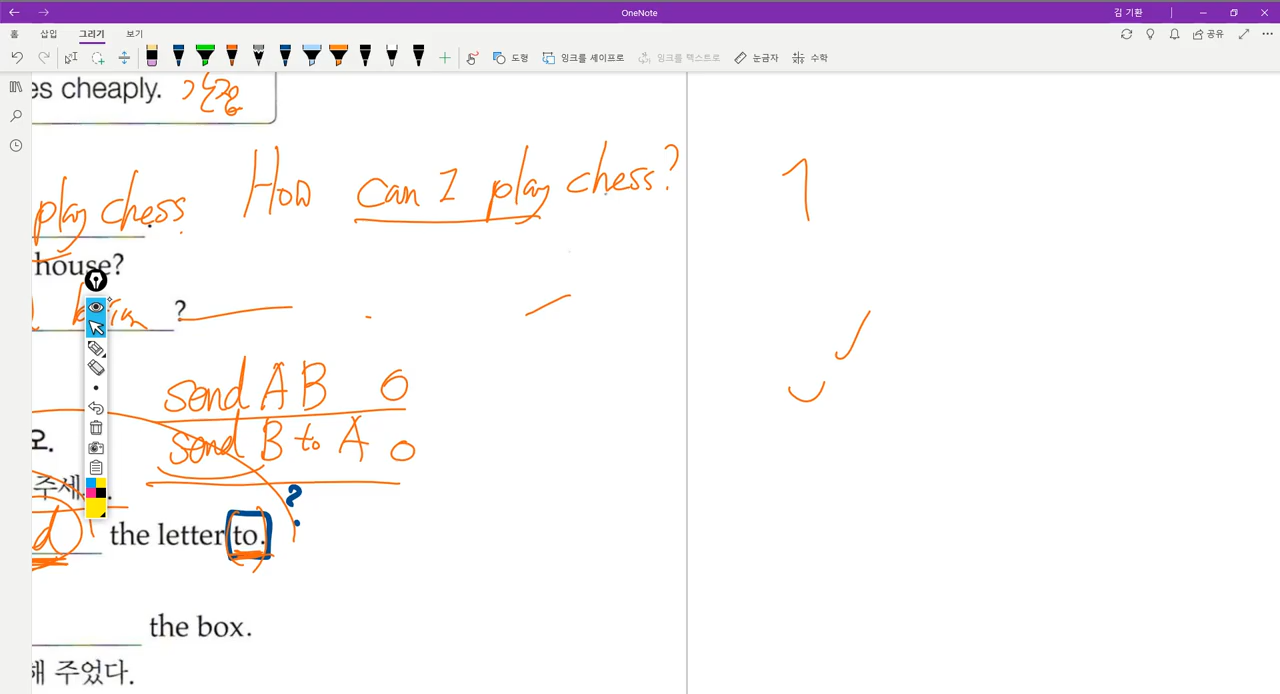 OneNote
김 기환
홈 삽입 그리기 보기
공유
도형 잉크를 셰이프로 잉크를 텍스트로 눈금자 수학
es cheaply.
play chess. How can I play chess? 1
house?
?
send A B O
send B to A O
오.
주세 .
?
d the letter to.
the box.
해 주었다.